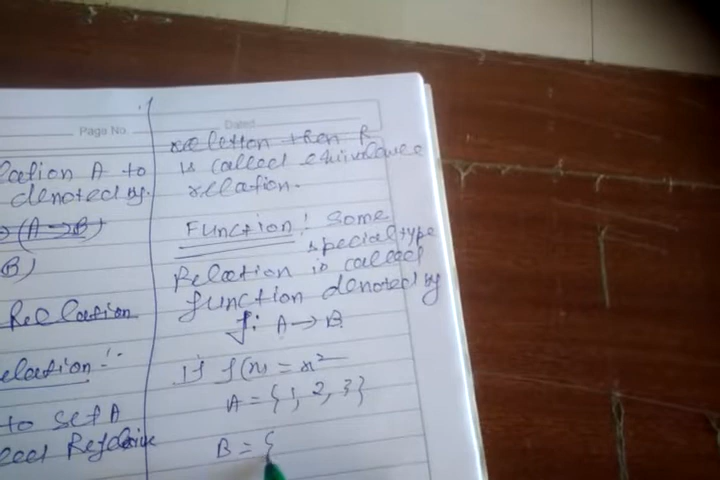 Page No.
lation A to
denoted by.
(A→B)
B)
Relation
elation :-
to set A
Dated
relation then R
is called equivalence
relation.
Function: Some
special type
Relation is called
function denoted by
f: A→B
If f(x) = x²
A = {1, 2, 3}
B = {